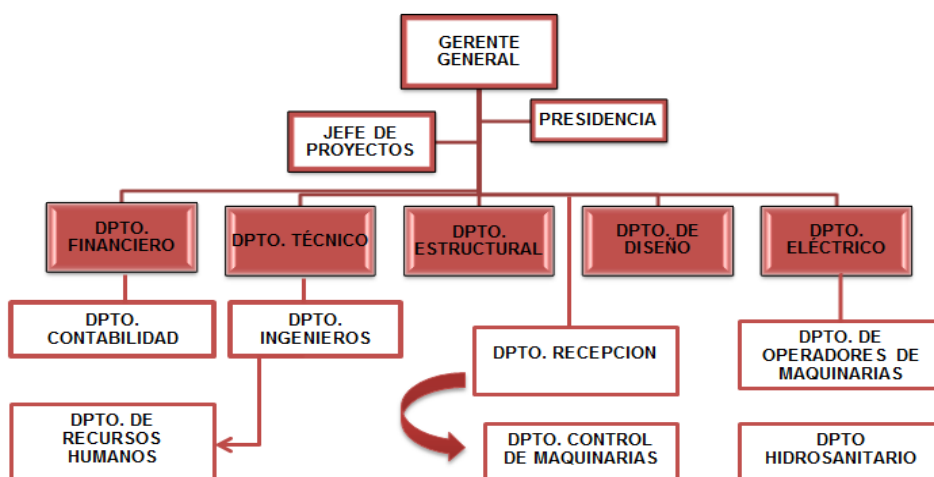 GERENTE
GENERAL
PRESIDENCIA
JEFE DE
PROYECTOS
DPTO.
FINANCIERO
DPTO. TÉCNICO
DPTO.
ESTRUCTURAL
DPTO. DE
DISEÑO
DPTO.
ELÉCTRICO
DPTO.
CONTABILIDAD
DPTO.
INGENIEROS
DPTO. RECEPCION
DPTO. DE
OPERADORES DE
MAQUINARIAS
DPTO. DE
RECURSOS
HUMANOS
DPTO. CONTROL
DE MAQUINARIAS
DPTO
HIDROSANITARIO